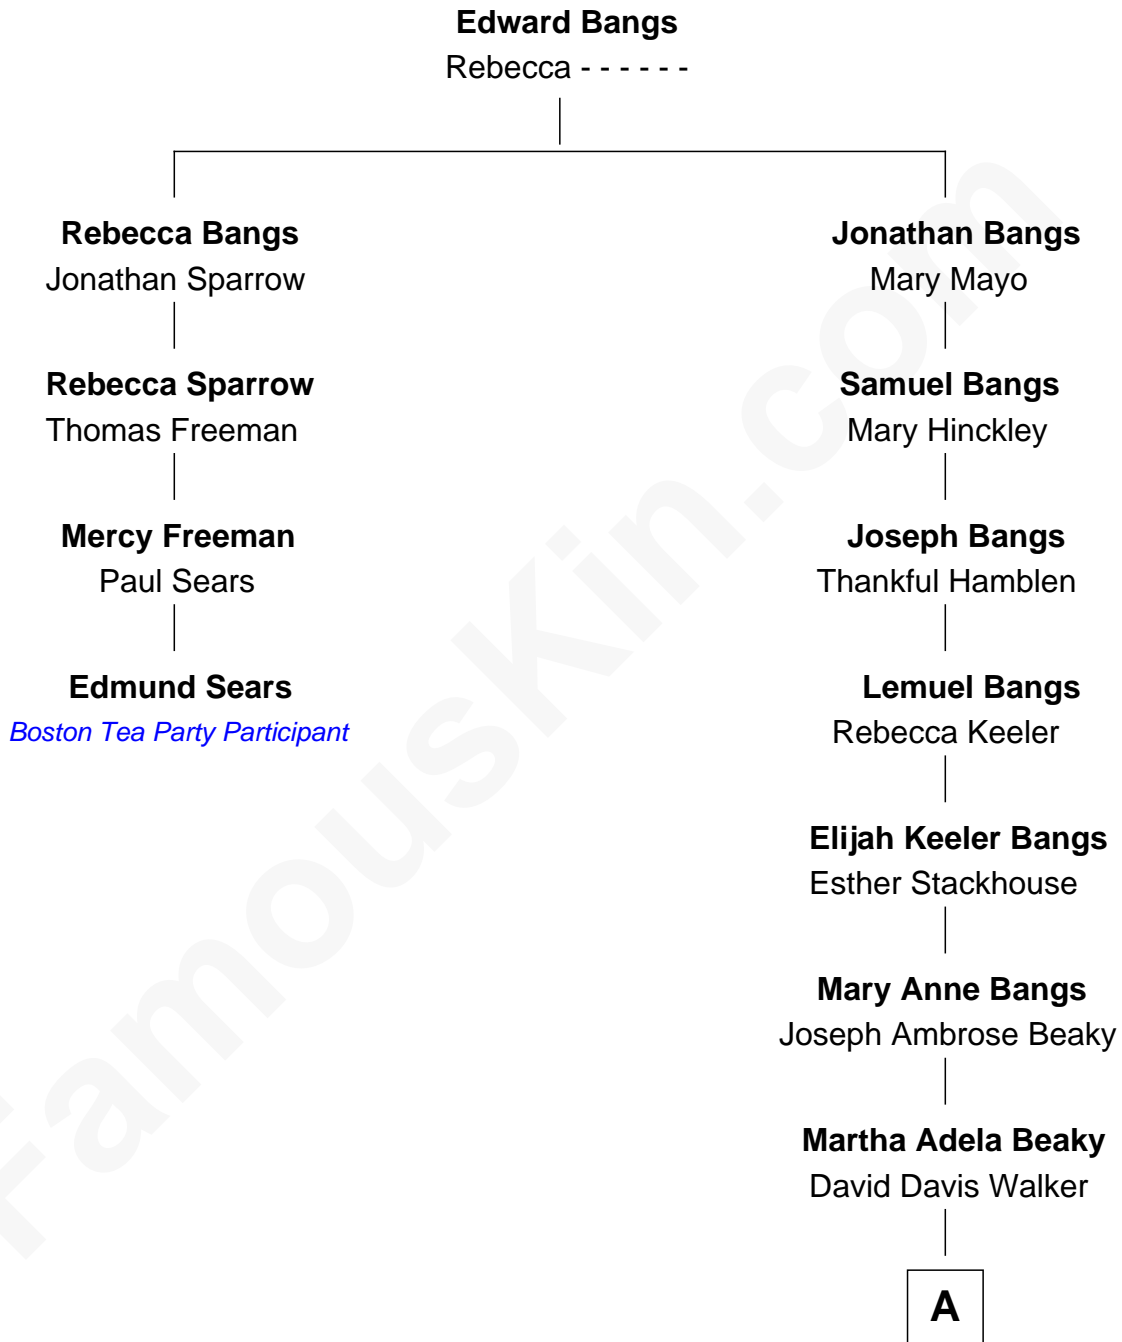 Edward Bangs
Rebecca - - - - - -
Rebecca Bangs
Jonathan Sparrow
Rebecca Sparrow
Thomas Freeman
Mercy Freeman
Paul Sears
Edmund Sears
Boston Tea Party Participant
Jonathan Bangs
Mary Mayo
Samuel Bangs
Mary Hinckley
Joseph Bangs
Thankful Hamblen
Lemuel Bangs
Rebecca Keeler
Elijah Keeler Bangs
Esther Stackhouse
Mary Anne Bangs
Joseph Ambrose Beaky
Martha Adela Beaky
David Davis Walker
A
FamousKin.com